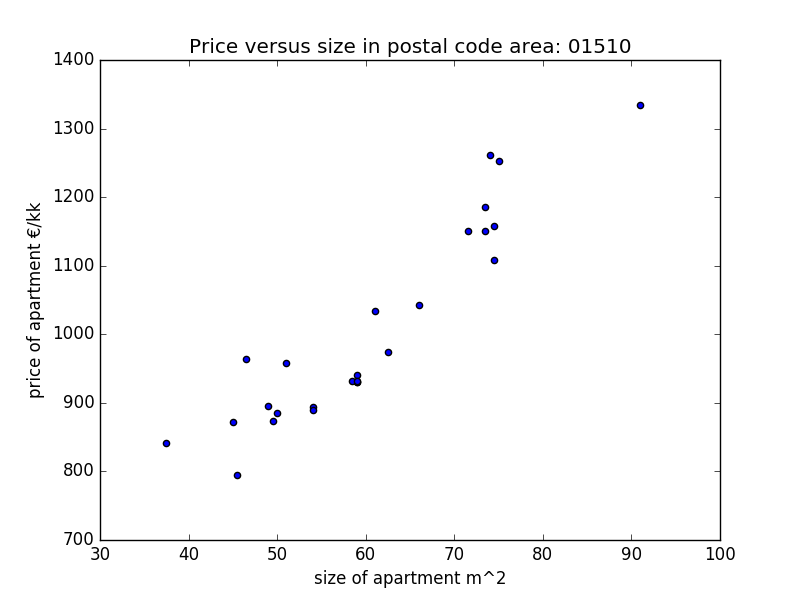 Price versus size in postal code area: 01510
1400
1300
1200
1100
1000
900
800
700
price of apartment €/kk
30 40 50 60 70 80 90 100
size of apartment m^2